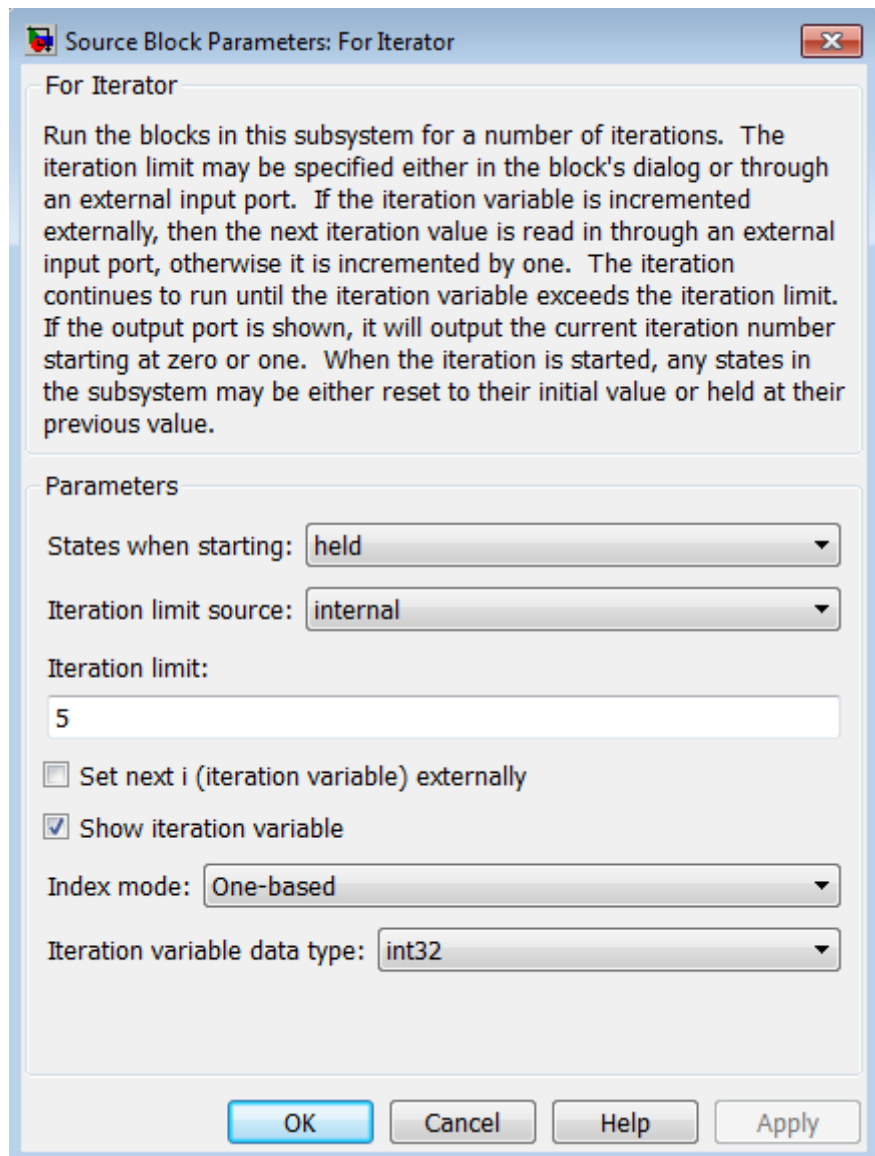 Source Block Parameters: For Iterator
For Iterator
Run the blocks in this subsystem for a number of iterations.  The
iteration limit may be specified either in the block's dialog or through
an external input port.  If the iteration variable is incremented
externally, then the next iteration value is read in through an external
input port, otherwise it is incremented by one.  The iteration
continues to run until the iteration variable exceeds the iteration limit.
If the output port is shown, it will output the current iteration number
starting at zero or one.  When the iteration is started, any states in
the subsystem may be either reset to their initial value or held at their
previous value.
Parameters
States when starting: held
Iteration limit source: internal
Iteration limit:
5
Set next i (iteration variable) externally
Show iteration variable
Index mode: One-based
Iteration variable data type: int32
OK Cancel Help Apply